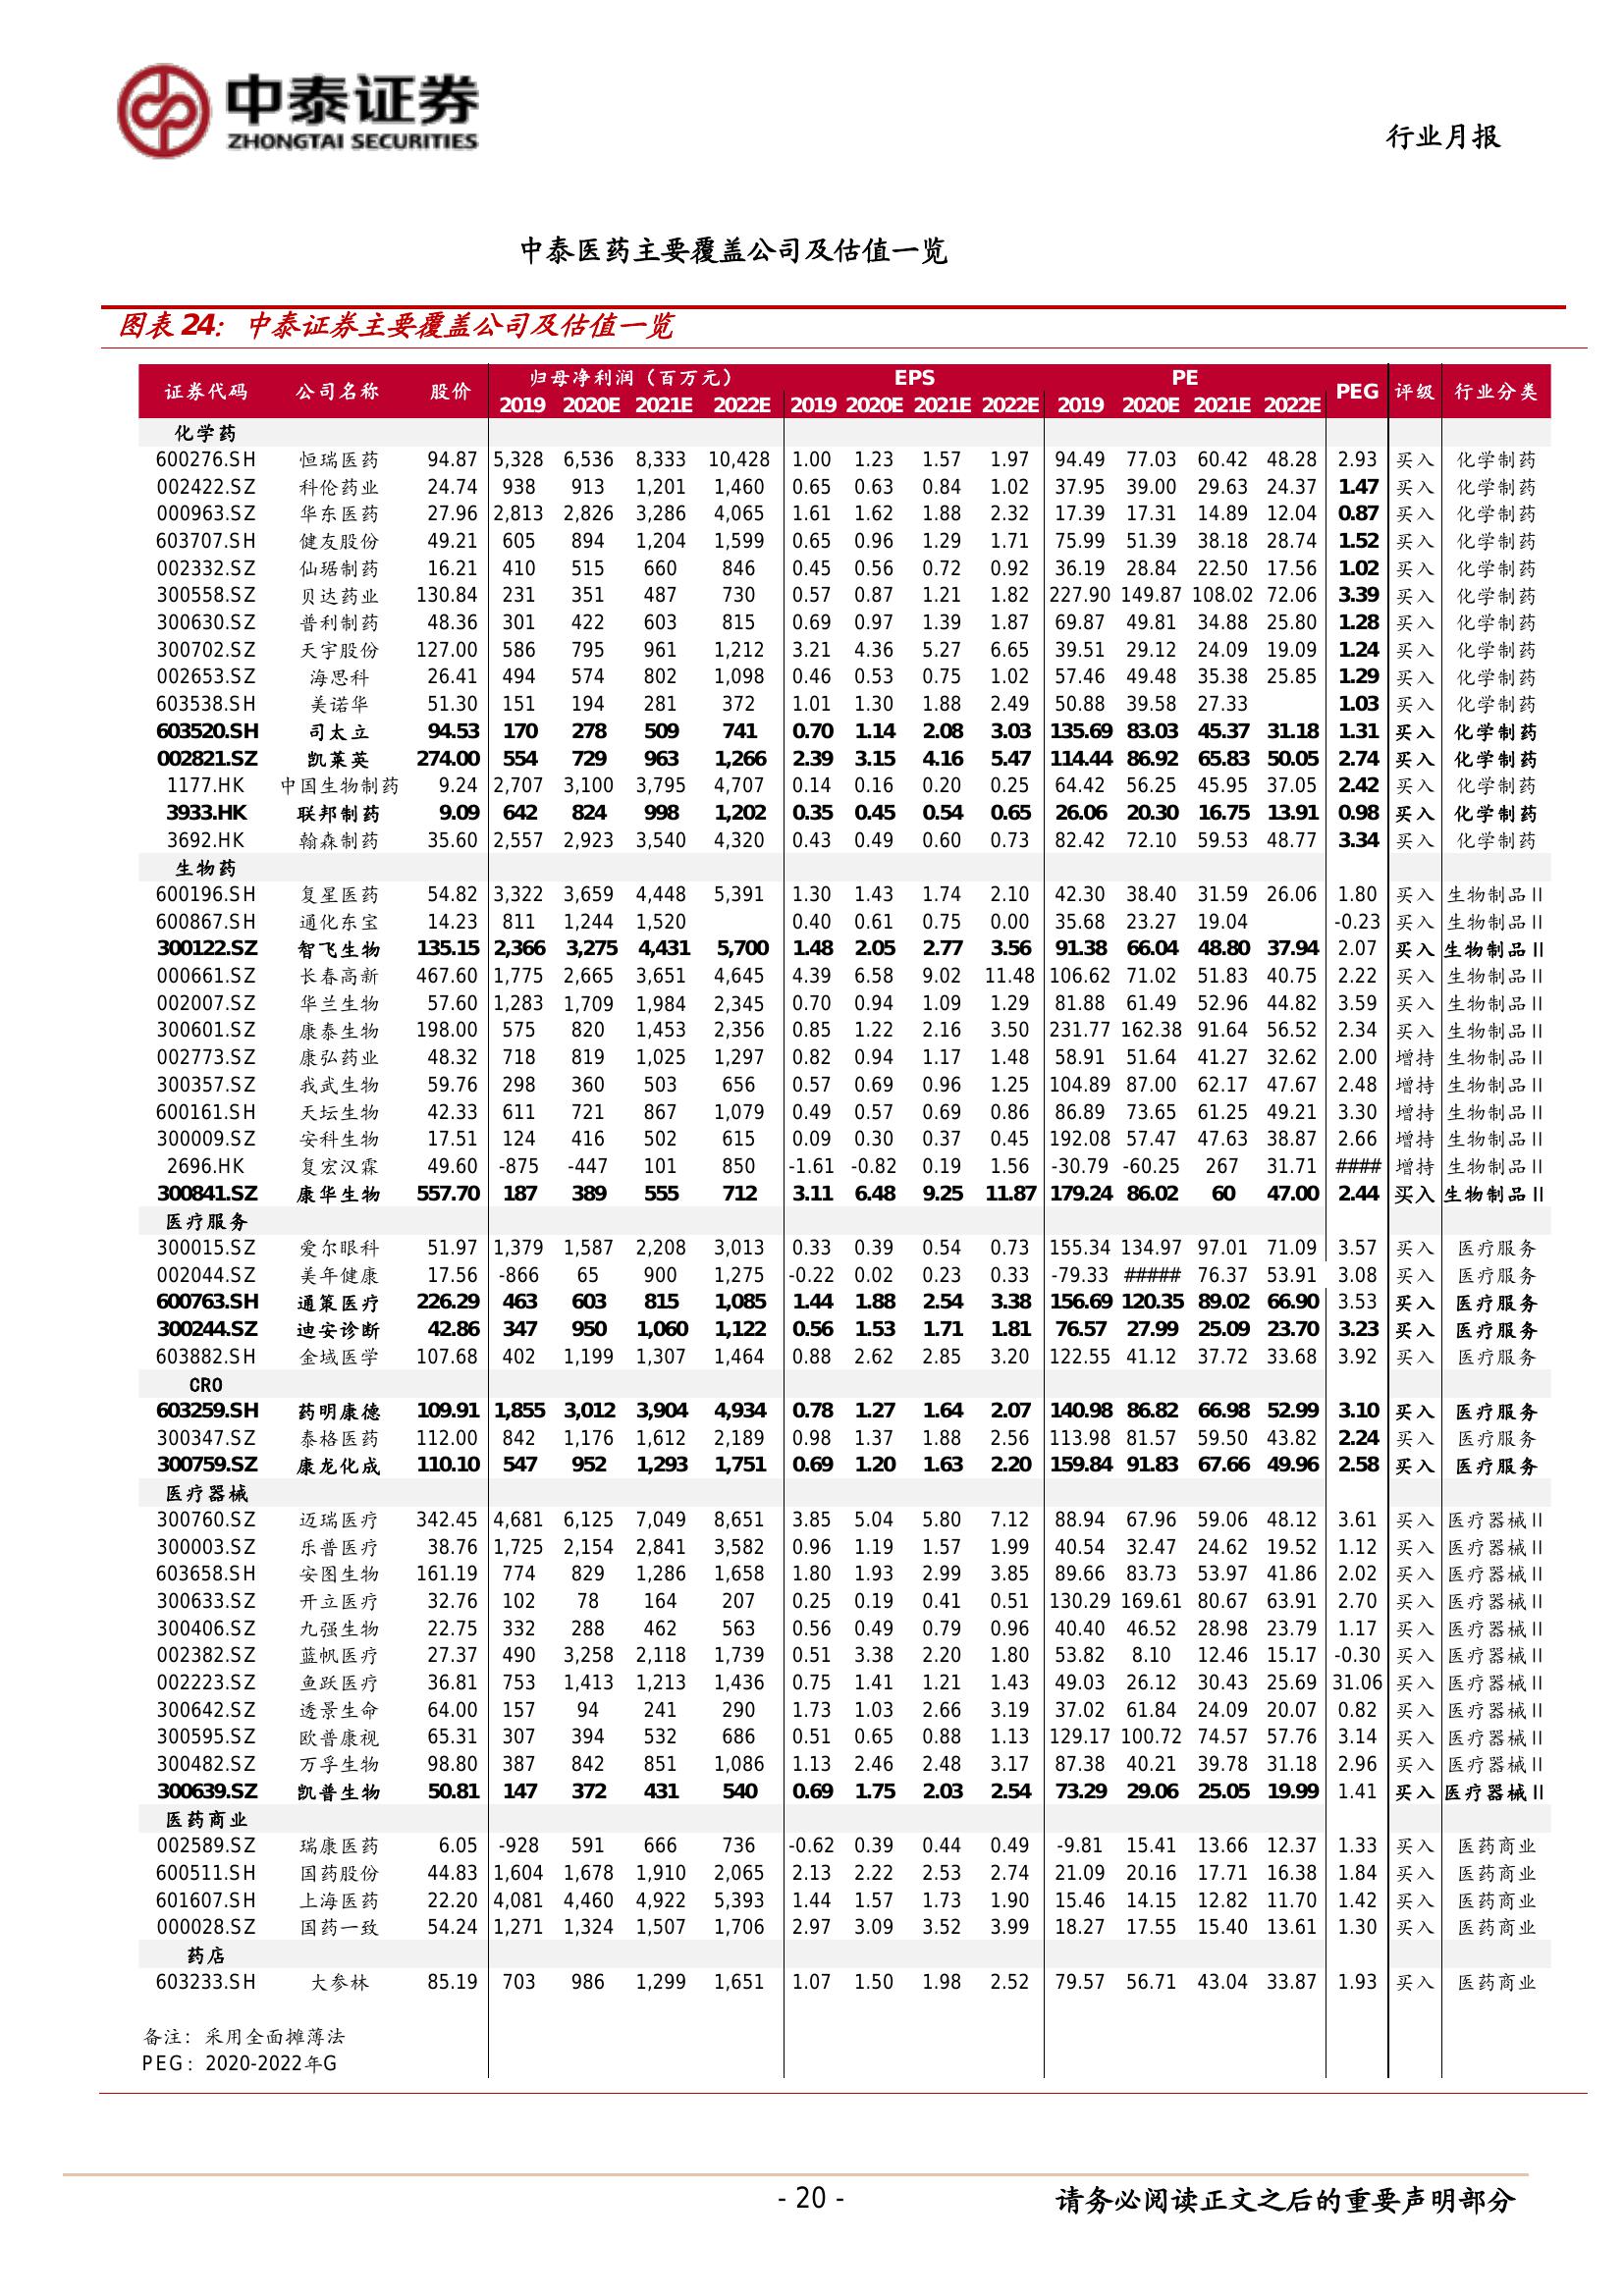 中泰证券
ZHONGTAI SECURITIES
行业月报
中泰医药主要覆盖公司及估值一览
图表 24：中泰证券主要覆盖公司及估值一览
证券代码 公司名称 股价 归母净利润（百万元） EPS PE PEG 评级 行业分类
2019 2020E 2021E 2022E 2019 2020E 2021E 2022E 2019 2020E 2021E 2022E
化学药
600276.SH 恒瑞医药 94.87 5,328 6,536 8,333 10,428 1.00 1.23 1.57 1.97 94.49 77.03 60.42 48.28 2.93 买入 化学制药
002422.SZ 科伦药业 24.74 938 913 1,201 1,460 0.65 0.63 0.84 1.02 37.95 39.00 29.63 24.37 1.47 买入 化学制药
000963.SZ 华东医药 27.96 2,813 2,826 3,286 4,065 1.61 1.62 1.88 2.32 17.39 17.31 14.89 12.04 0.87 买入 化学制药
603707.SH 健友股份 49.21 605 894 1,204 1,599 0.65 0.96 1.29 1.71 75.99 51.39 38.18 28.74 1.52 买入 化学制药
002332.SZ 仙琚制药 16.21 410 515 660 846 0.45 0.56 0.72 0.92 36.19 28.84 22.50 17.56 1.02 买入 化学制药
300558.SZ 贝达药业 130.84 231 351 487 730 0.57 0.87 1.21 1.82 227.90 149.87 108.02 72.06 3.39 买入 化学制药
300630.SZ 普利制药 48.36 301 422 603 815 0.69 0.97 1.39 1.87 69.87 49.81 34.88 25.80 1.28 买入 化学制药
300702.SZ 天宇股份 127.00 586 795 961 1,212 3.21 4.36 5.27 6.65 39.51 29.12 24.09 19.09 1.24 买入 化学制药
002653.SZ 海思科 26.41 494 574 802 1,098 0.46 0.53 0.75 1.02 57.46 49.48 35.38 25.85 1.29 买入 化学制药
603538.SH 美诺华 51.30 151 194 281 372 1.01 1.30 1.88 2.49 50.88 39.58 27.33 1.03 买入 化学制药
603520.SH 司太立 94.53 170 278 509 741 0.70 1.14 2.08 3.03 135.69 83.03 45.37 31.18 1.31 买入 化学制药
002821.SZ 凯莱英 274.00 554 729 963 1,266 2.39 3.15 4.16 5.47 114.44 86.92 65.83 50.05 2.74 买入 化学制药
1177.HK 中国生物制药 9.24 2,707 3,100 3,795 4,707 0.14 0.16 0.20 0.25 64.42 56.25 45.95 37.05 2.42 买入 化学制药
3933.HK 联邦制药 9.09 642 824 998 1,202 0.35 0.45 0.54 0.65 26.06 20.30 16.75 13.91 0.98 买入 化学制药
3692.HK 翰森制药 35.60 2,557 2,923 3,540 4,320 0.43 0.49 0.60 0.73 82.42 72.10 59.53 48.77 3.34 买入 化学制药
生物药
600196.SH 复星医药 54.82 3,322 3,659 4,448 5,391 1.30 1.43 1.74 2.10 42.30 38.40 31.59 26.06 1.80 买入 生物制品Ⅱ
600867.SH 通化东宝 14.23 811 1,244 1,520 0.40 0.61 0.75 0.00 35.68 23.27 19.04 -0.23 买入 生物制品Ⅱ
300122.SZ 智飞生物 135.15 2,366 3,275 4,431 5,700 1.48 2.05 2.77 3.56 91.38 66.04 48.80 37.94 2.07 买入 生物制品Ⅱ
000661.SZ 长春高新 467.60 1,775 2,665 3,651 4,645 4.39 6.58 9.02 11.48 106.62 71.02 51.83 40.75 2.22 买入 生物制品Ⅱ
002007.SZ 华兰生物 57.60 1,283 1,709 1,984 2,345 0.70 0.94 1.09 1.29 81.88 61.49 52.96 44.82 3.59 买入 生物制品Ⅱ
300601.SZ 康泰生物 198.00 575 820 1,453 2,356 0.85 1.22 2.16 3.50 231.77 162.38 91.64 56.52 2.34 买入 生物制品Ⅱ
002773.SZ 康弘药业 48.32 718 819 1,025 1,297 0.82 0.94 1.17 1.48 58.91 51.64 41.27 32.62 2.00 增持 生物制品Ⅱ
300357.SZ 我武生物 59.76 298 360 503 656 0.57 0.69 0.96 1.25 104.89 87.00 62.17 47.67 2.48 增持 生物制品Ⅱ
600161.SH 天坛生物 42.33 611 721 867 1,079 0.49 0.57 0.69 0.86 86.89 73.65 61.25 49.21 3.30 增持 生物制品Ⅱ
300009.SZ 安科生物 17.51 124 416 502 615 0.09 0.30 0.37 0.45 192.08 57.47 47.63 38.87 2.66 增持 生物制品Ⅱ
2696.HK 复宏汉霖 49.60 -875 -447 101 850 -1.61 -0.82 0.19 1.56 -30.79 -60.25 267 31.71 #### 增持 生物制品Ⅱ
300841.SZ 康华生物 557.70 187 389 555 712 3.11 6.48 9.25 11.87 179.24 86.02 60 47.00 2.44 买入 生物制品Ⅱ
医疗服务
300015.SZ 爱尔眼科 51.97 1,379 1,587 2,208 3,013 0.33 0.39 0.54 0.73 155.34 134.97 97.01 71.09 3.57 买入 医疗服务
002044.SZ 美年健康 17.56 -866 65 900 1,275 -0.22 0.02 0.23 0.33 -79.33 ##### 76.37 53.91 3.08 买入 医疗服务
600763.SH 通策医疗 226.29 463 603 815 1,085 1.44 1.88 2.54 3.38 156.69 120.35 89.02 66.90 3.53 买入 医疗服务
300244.SZ 迪安诊断 42.86 347 950 1,060 1,122 0.56 1.53 1.71 1.81 76.57 27.99 25.09 23.70 3.23 买入 医疗服务
603882.SH 金域医学 107.68 402 1,199 1,307 1,464 0.88 2.62 2.85 3.20 122.55 41.12 37.72 33.68 3.92 买入 医疗服务
CRO
603259.SH 药明康德 109.91 1,855 3,012 3,904 4,934 0.78 1.27 1.64 2.07 140.98 86.82 66.98 52.99 3.10 买入 医疗服务
300347.SZ 泰格医药 112.00 842 1,176 1,612 2,189 0.98 1.37 1.88 2.56 113.98 81.57 59.50 43.82 2.24 买入 医疗服务
300759.SZ 康龙化成 110.10 547 952 1,293 1,751 0.69 1.20 1.63 2.20 159.84 91.83 67.66 49.96 2.58 买入 医疗服务
医疗器械
300760.SZ 迈瑞医疗 342.45 4,681 6,125 7,049 8,651 3.85 5.04 5.80 7.12 88.94 67.96 59.06 48.12 3.61 买入 医疗器械Ⅱ
300003.SZ 乐普医疗 38.76 1,725 2,154 2,841 3,582 0.96 1.19 1.57 1.99 40.54 32.47 24.62 19.52 1.12 买入 医疗器械Ⅱ
603658.SH 安图生物 161.19 774 829 1,286 1,658 1.80 1.93 2.99 3.85 89.66 83.73 53.97 41.86 2.02 买入 医疗器械Ⅱ
300633.SZ 开立医疗 32.76 102 78 164 207 0.25 0.19 0.41 0.51 130.29 169.61 80.67 63.91 2.70 买入 医疗器械Ⅱ
300406.SZ 九强生物 22.75 332 288 462 563 0.56 0.49 0.79 0.96 40.40 46.52 28.98 23.79 1.17 买入 医疗器械Ⅱ
002382.SZ 蓝帆医疗 27.37 490 3,258 2,118 1,739 0.51 3.38 2.20 1.80 53.82 8.10 12.46 15.17 -0.30 买入 医疗器械Ⅱ
002223.SZ 鱼跃医疗 36.81 753 1,413 1,213 1,436 0.75 1.41 1.21 1.43 49.03 26.12 30.43 25.69 31.06 买入 医疗器械Ⅱ
300642.SZ 透景生命 64.00 157 94 241 290 1.73 1.03 2.66 3.19 37.02 61.84 24.09 20.07 0.82 买入 医疗器械Ⅱ
300595.SZ 欧普康视 65.31 307 394 532 686 0.51 0.65 0.88 1.13 129.17 100.72 74.57 57.76 3.14 买入 医疗器械Ⅱ
300482.SZ 万孚生物 98.80 387 842 851 1,086 1.13 2.46 2.48 3.17 87.38 40.21 39.78 31.18 2.96 买入 医疗器械Ⅱ
300639.SZ 凯普生物 50.81 147 372 431 540 0.69 1.75 2.03 2.54 73.29 29.06 25.05 19.99 1.41 买入 医疗器械Ⅱ
医药商业
002589.SZ 瑞康医药 6.05 -928 591 666 736 -0.62 0.39 0.44 0.49 -9.81 15.41 13.66 12.37 1.33 买入 医药商业
600511.SH 国药股份 44.83 1,604 1,678 1,910 2,065 2.13 2.22 2.53 2.74 21.09 20.16 17.71 16.38 1.84 买入 医药商业
601607.SH 上海医药 22.20 4,081 4,460 4,922 5,393 1.44 1.57 1.73 1.90 15.46 14.15 12.82 11.70 1.42 买入 医药商业
000028.SZ 国药一致 54.24 1,271 1,324 1,507 1,706 2.97 3.09 3.52 3.99 18.27 17.55 15.40 13.61 1.30 买入 医药商业
药店
603233.SH 大参林 85.19 703 986 1,299 1,651 1.07 1.50 1.98 2.52 79.57 56.71 43.04 33.87 1.93 买入 医药商业
备注：采用全面摊薄法
PEG：2020-2022年G
- 20 -
请务必阅读正文之后的重要声明部分